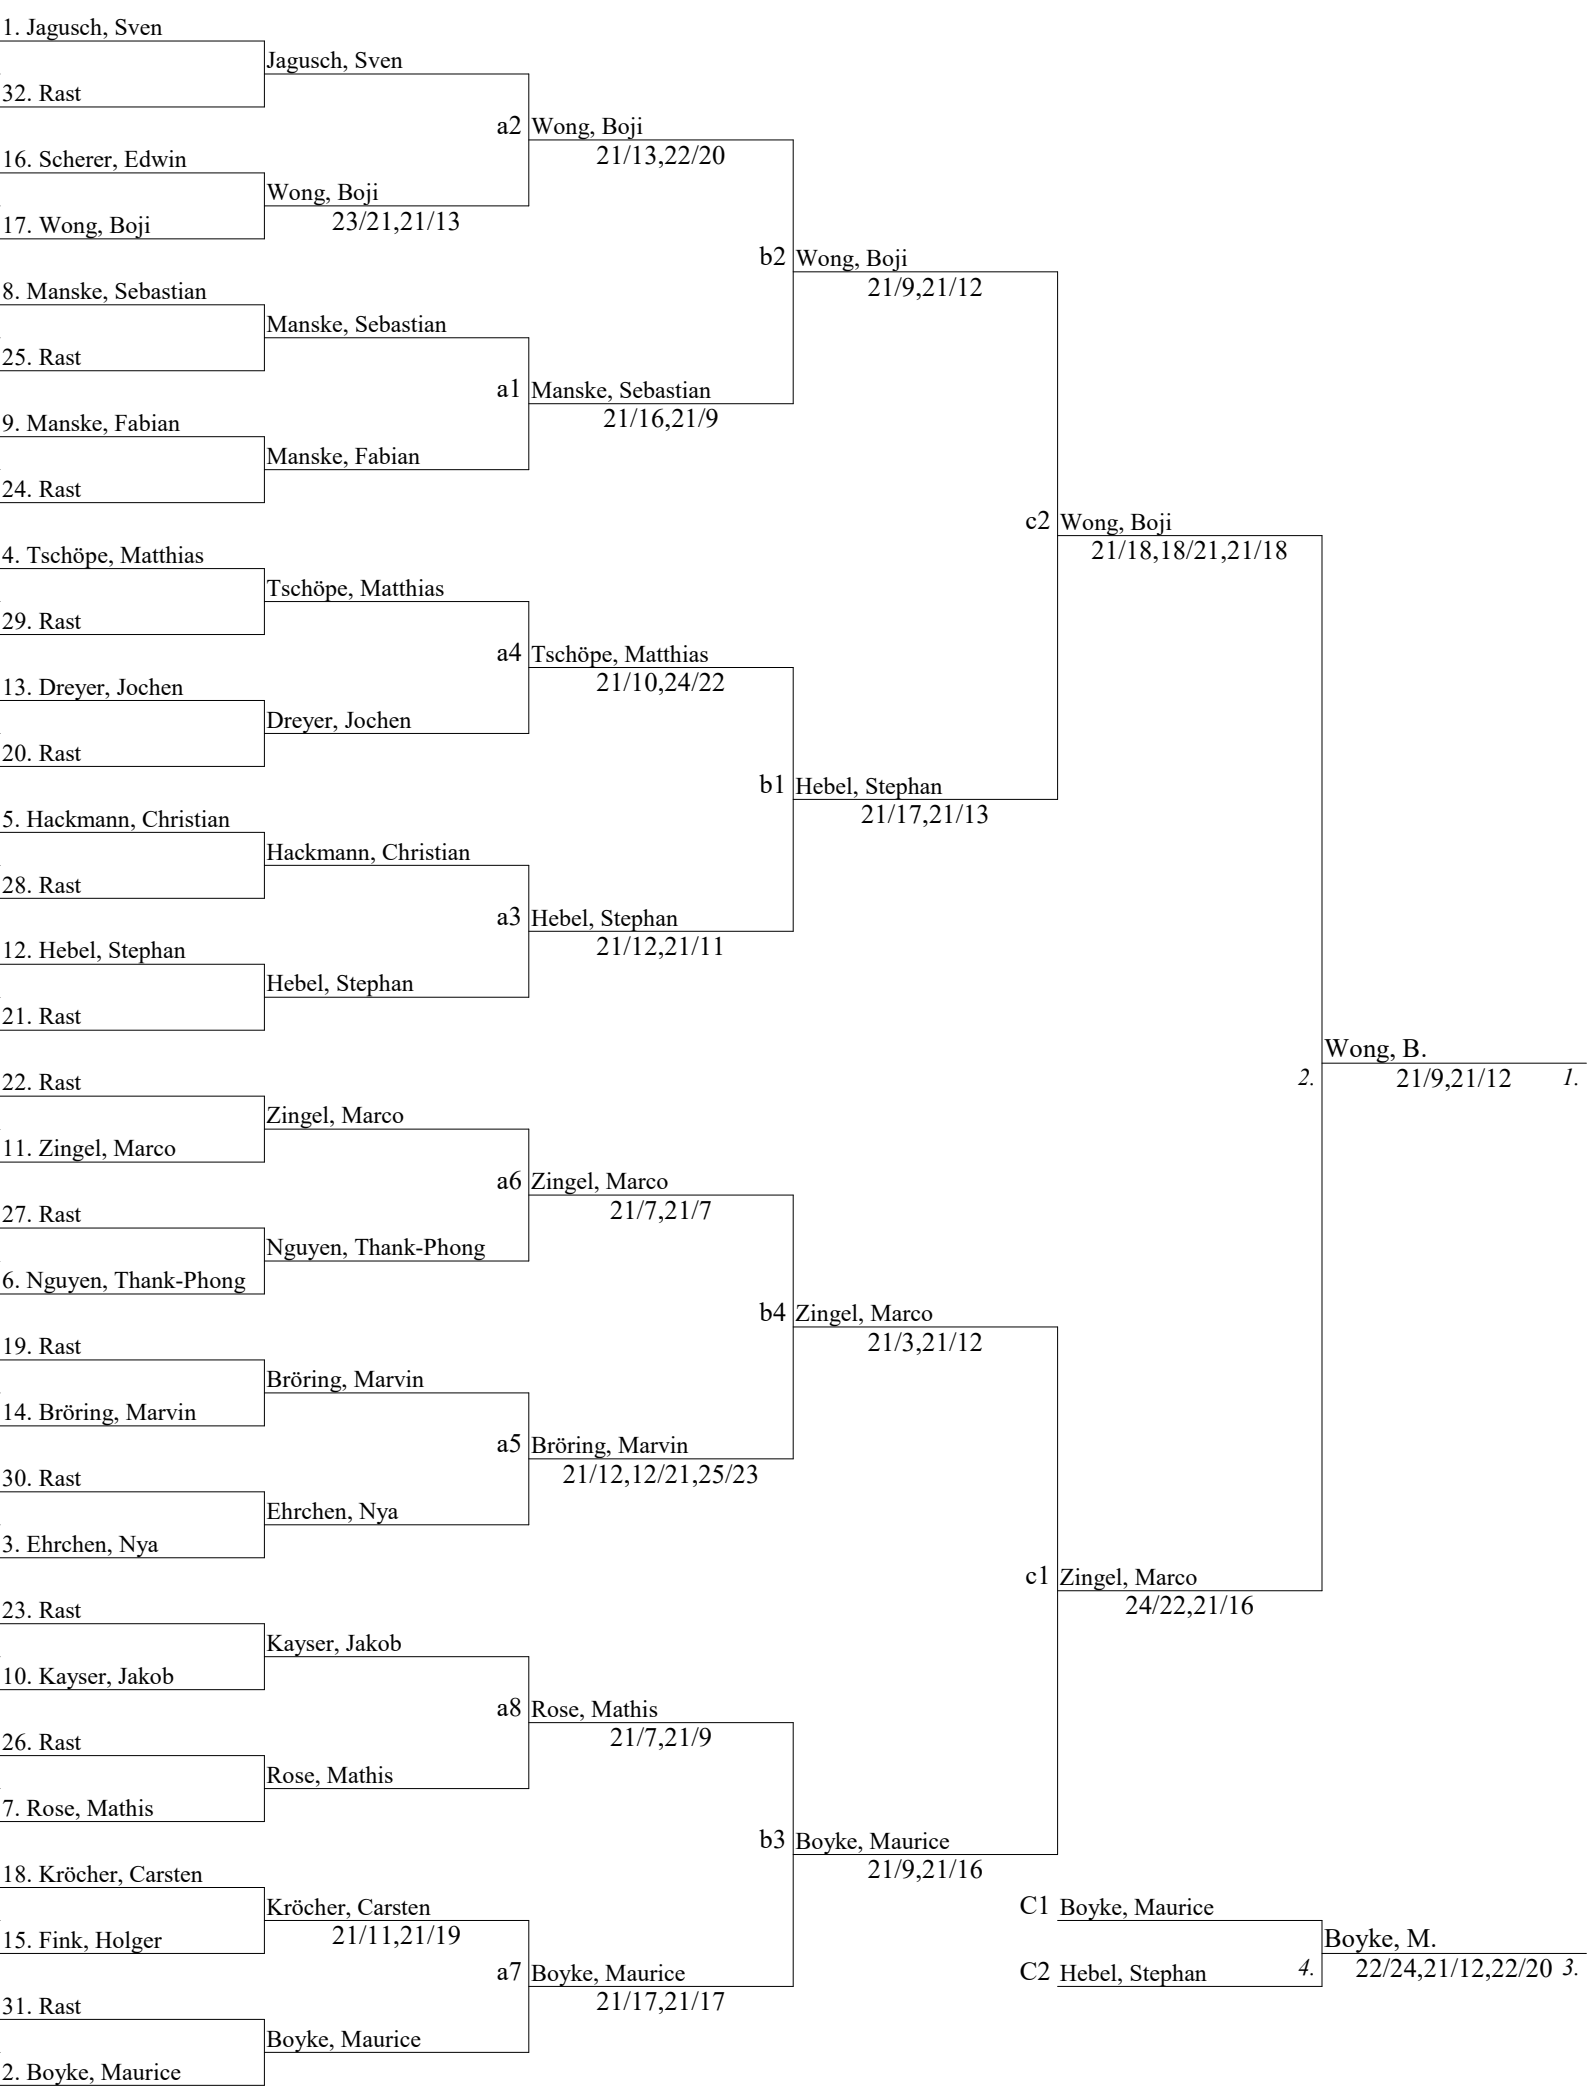 1. Jagusch, Sven
Jagusch, Sven
32. Rast
a2 Wong, Boji
21/13,22/20
16. Scherer, Edwin
Wong, Boji
23/21,21/13
17. Wong, Boji
b2 Wong, Boji
21/9,21/12
8. Manske, Sebastian
Manske, Sebastian
25. Rast
a1 Manske, Sebastian
21/16,21/9
9. Manske, Fabian
Manske, Fabian
24. Rast
c2 Wong, Boji
21/18,18/21,21/18
4. Tschöpe, Matthias
Tschöpe, Matthias
29. Rast
a4 Tschöpe, Matthias
21/10,24/22
13. Dreyer, Jochen
Dreyer, Jochen
20. Rast
b1 Hebel, Stephan
21/17,21/13
5. Hackmann, Christian
Hackmann, Christian
28. Rast
a3 Hebel, Stephan
21/12,21/11
12. Hebel, Stephan
Hebel, Stephan
21. Rast
Wong, B.
2. 21/9,21/12 1.
22. Rast
Zingel, Marco
11. Zingel, Marco
a6 Zingel, Marco
21/7,21/7
27. Rast
Nguyen, Thank-Phong
6. Nguyen, Thank-Phong
b4 Zingel, Marco
21/3,21/12
19. Rast
Bröring, Marvin
14. Bröring, Marvin
a5 Bröring, Marvin
21/12,12/21,25/23
30. Rast
Ehrchen, Nya
3. Ehrchen, Nya
c1 Zingel, Marco
24/22,21/16
23. Rast
Kayser, Jakob
10. Kayser, Jakob
a8 Rose, Mathis
21/7,21/9
26. Rast
Rose, Mathis
7. Rose, Mathis
b3 Boyke, Maurice
21/9,21/16
18. Kröcher, Carsten
Kröcher, Carsten
21/11,21/19
15. Fink, Holger
a7 Boyke, Maurice
21/17,21/17
31. Rast
Boyke, Maurice
2. Boyke, Maurice
C1 Boyke, Maurice
Boyke, M.
C2 Hebel, Stephan 4. 22/24,21/12,22/20 3.